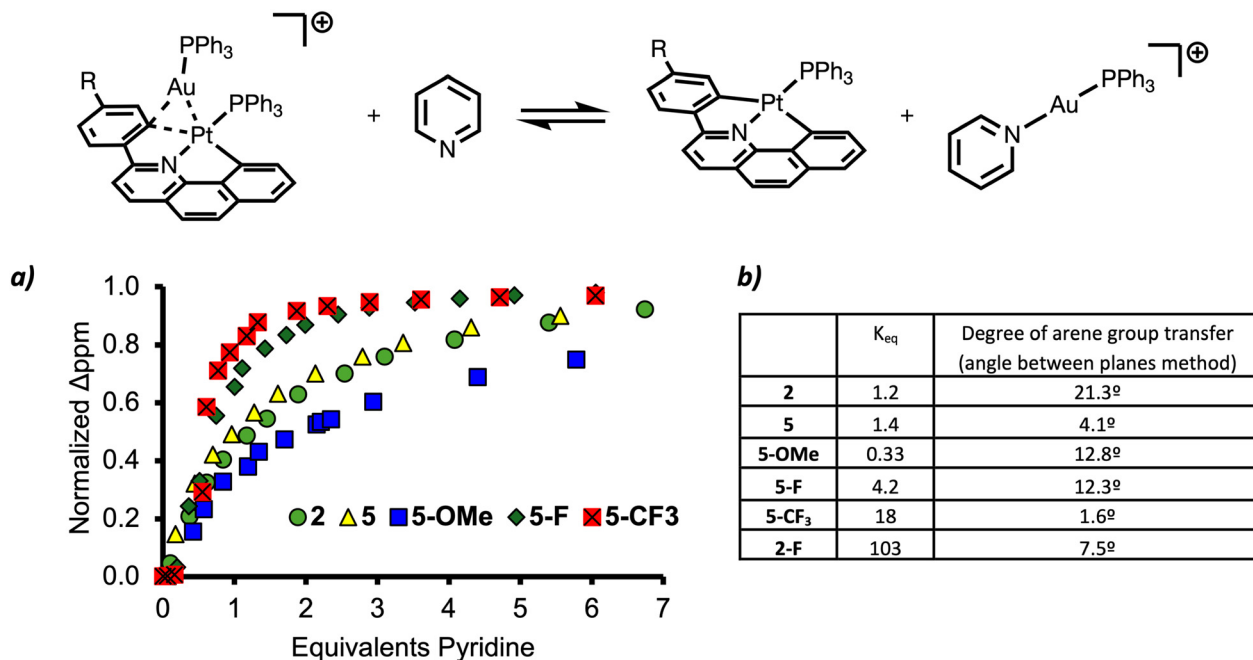 PPh3
R
Au
PPh3
Pt
N
+
N
R
PPh3
Pt
N
+
PPh3
Au
N
a)
Normalized Δppm
1.0
0.8
0.6
0.4
0.2
0.0
2 5 5-OMe 5-F 5-CF3
0 1 2 3 4 5 6 7
Equivalents Pyridine
b)
Keq Degree of arene group transfer
(angle between planes method)
2 1.2 21.3º
5 1.4 4.1º
5-OMe 0.33 12.8º
5-F 4.2 12.3º
5-CF3 18 1.6º
2-F 103 7.5º